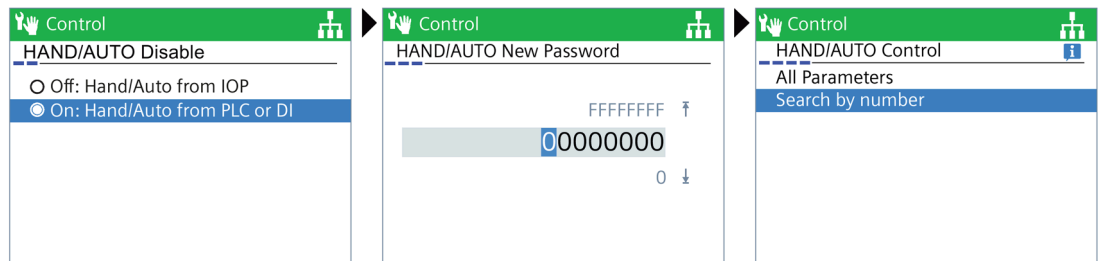 Control
HAND/AUTO Disable
Off: Hand/Auto from IOP
On: Hand/Auto from PLC or DI
Control
HAND/AUTO New Password
FFFFFFFF
00000000
0
Control
HAND/AUTO Control
i
All Parameters
Search by number